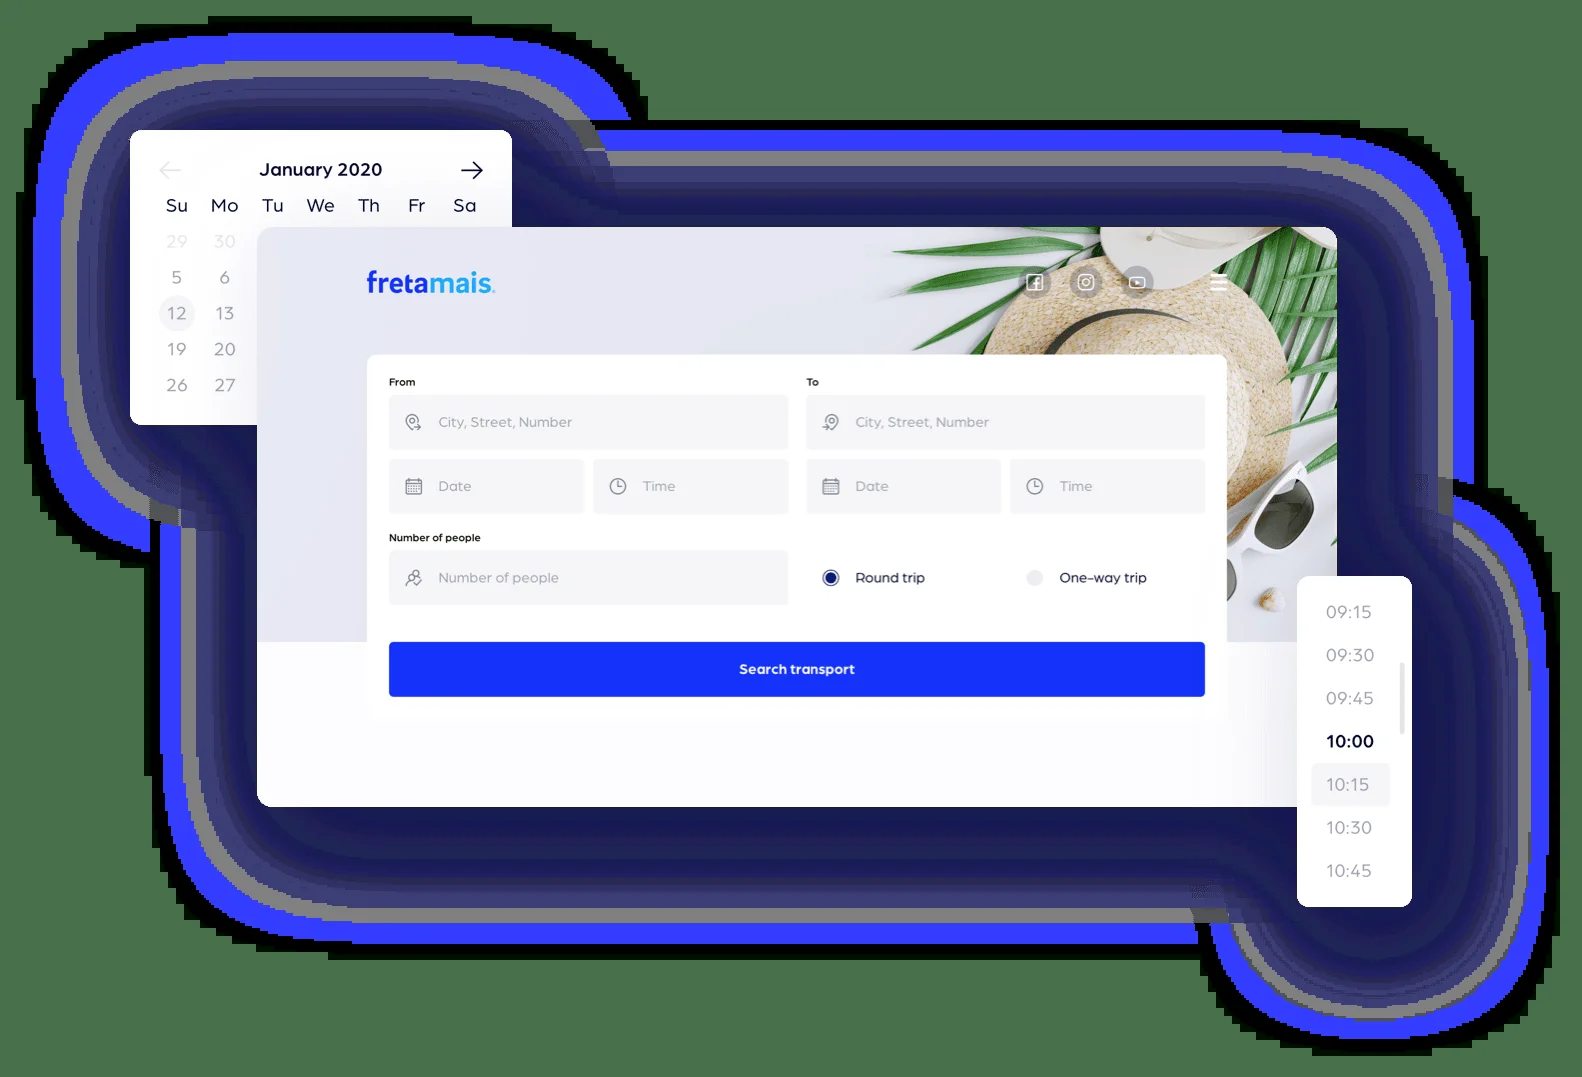 January 2020
Su Mo Tu We Th Fr Sa
29 30
5 6
12 13
19 20
26 27
fretamais.
From
City, Street, Number
Date
Time
To
City, Street, Number
Date
Time
Number of people
Number of people
Round trip
One-way trip
Search transport
09:15
09:30
09:45
10:00
10:15
10:30
10:45